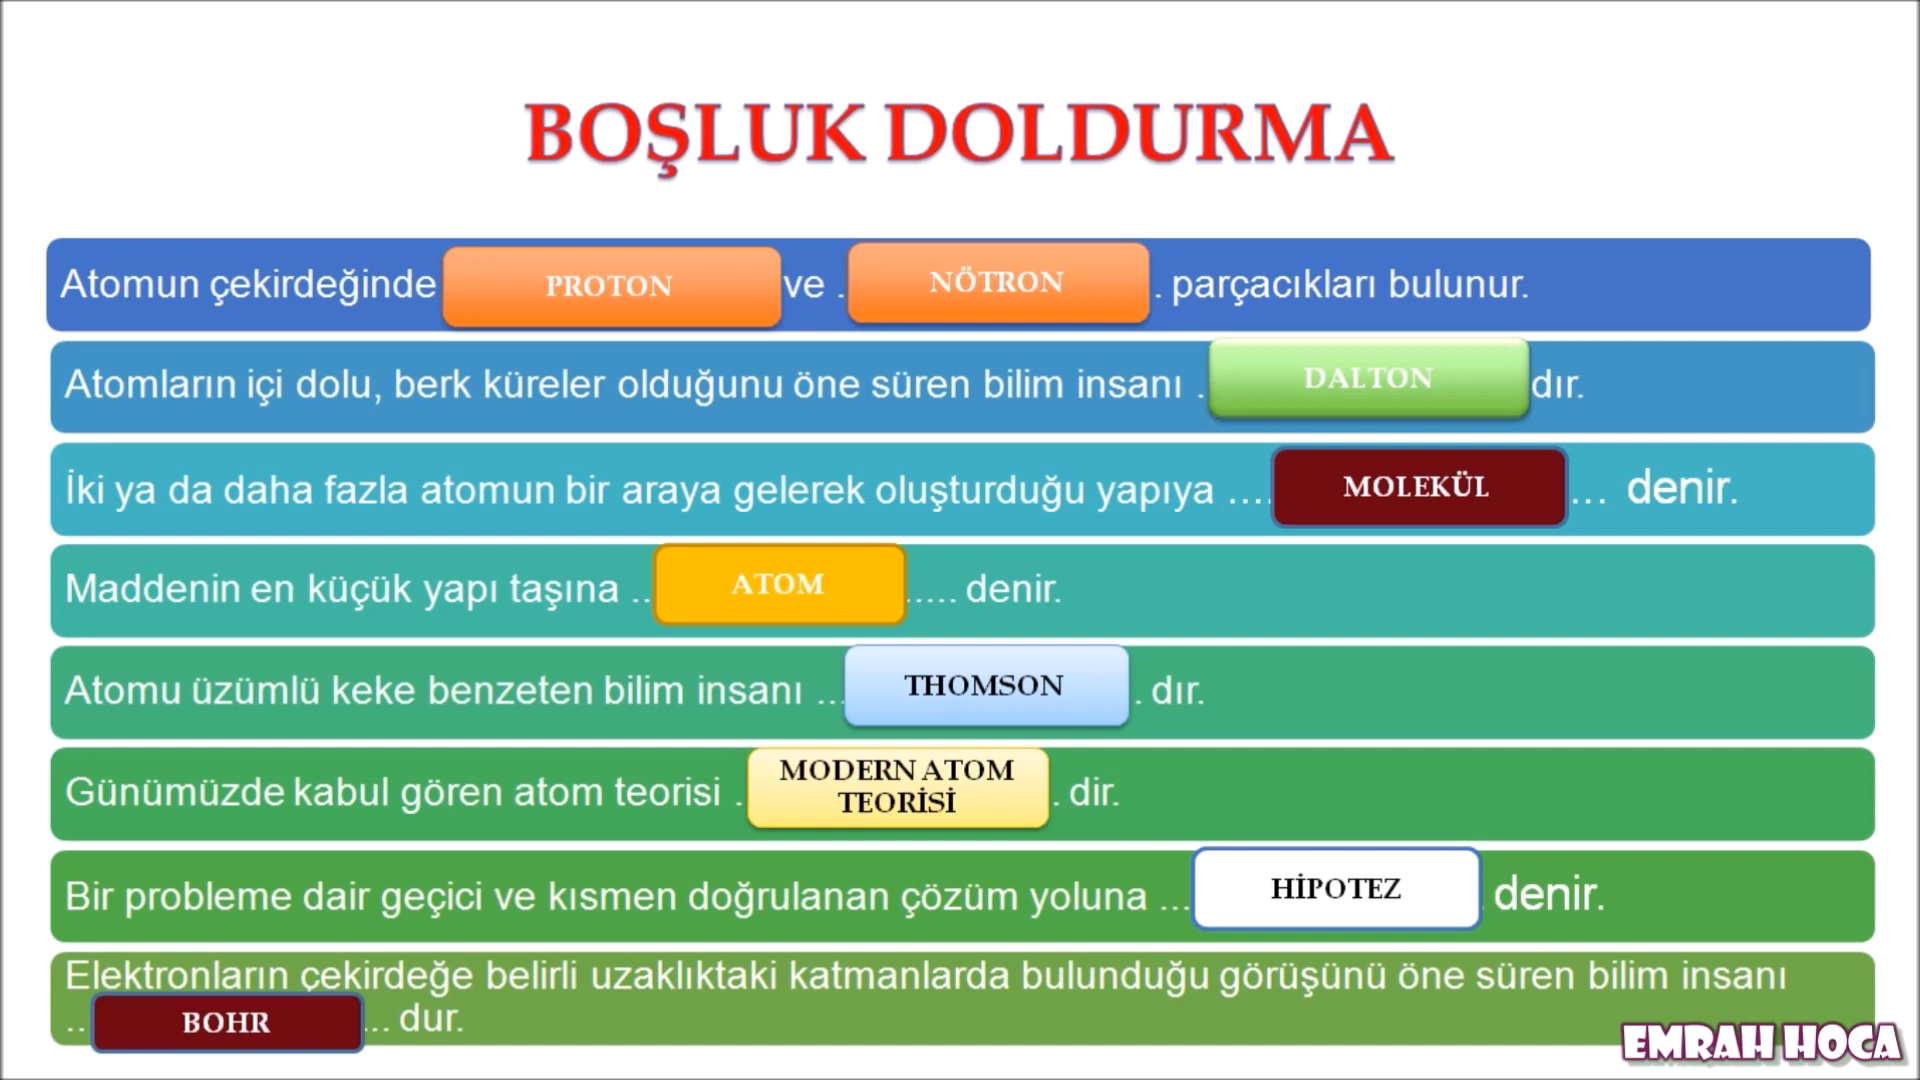 BOŞLUK DOLDURMA
Atomun çekirdeğinde PROTON ve . NÖTRON . parçacıkları bulunur.
Atomların içi dolu, berk küreler olduğunu öne süren bilim insanı . DALTON dır.
İki ya da daha fazla atomun bir araya gelerek oluşturduğu yapıya .... MOLEKÜL ... denir.
Maddenin en küçük yapı taşına .. ATOM ..... denir.
Atomu üzümlü keke benzeten bilim insanı ... THOMSON . dır.
Günümüzde kabul gören atom teorisi . MODERN ATOM TEORİSİ . dir.
Bir probleme dair geçici ve kısmen doğrulanan çözüm yoluna ... HİPOTEZ denir.
Elektronların çekirdeğe belirli uzaklıktaki katmanlarda bulunduğu görüşünü öne süren bilim insanı
.. BOHR ... dur.
EMRAH HOCA